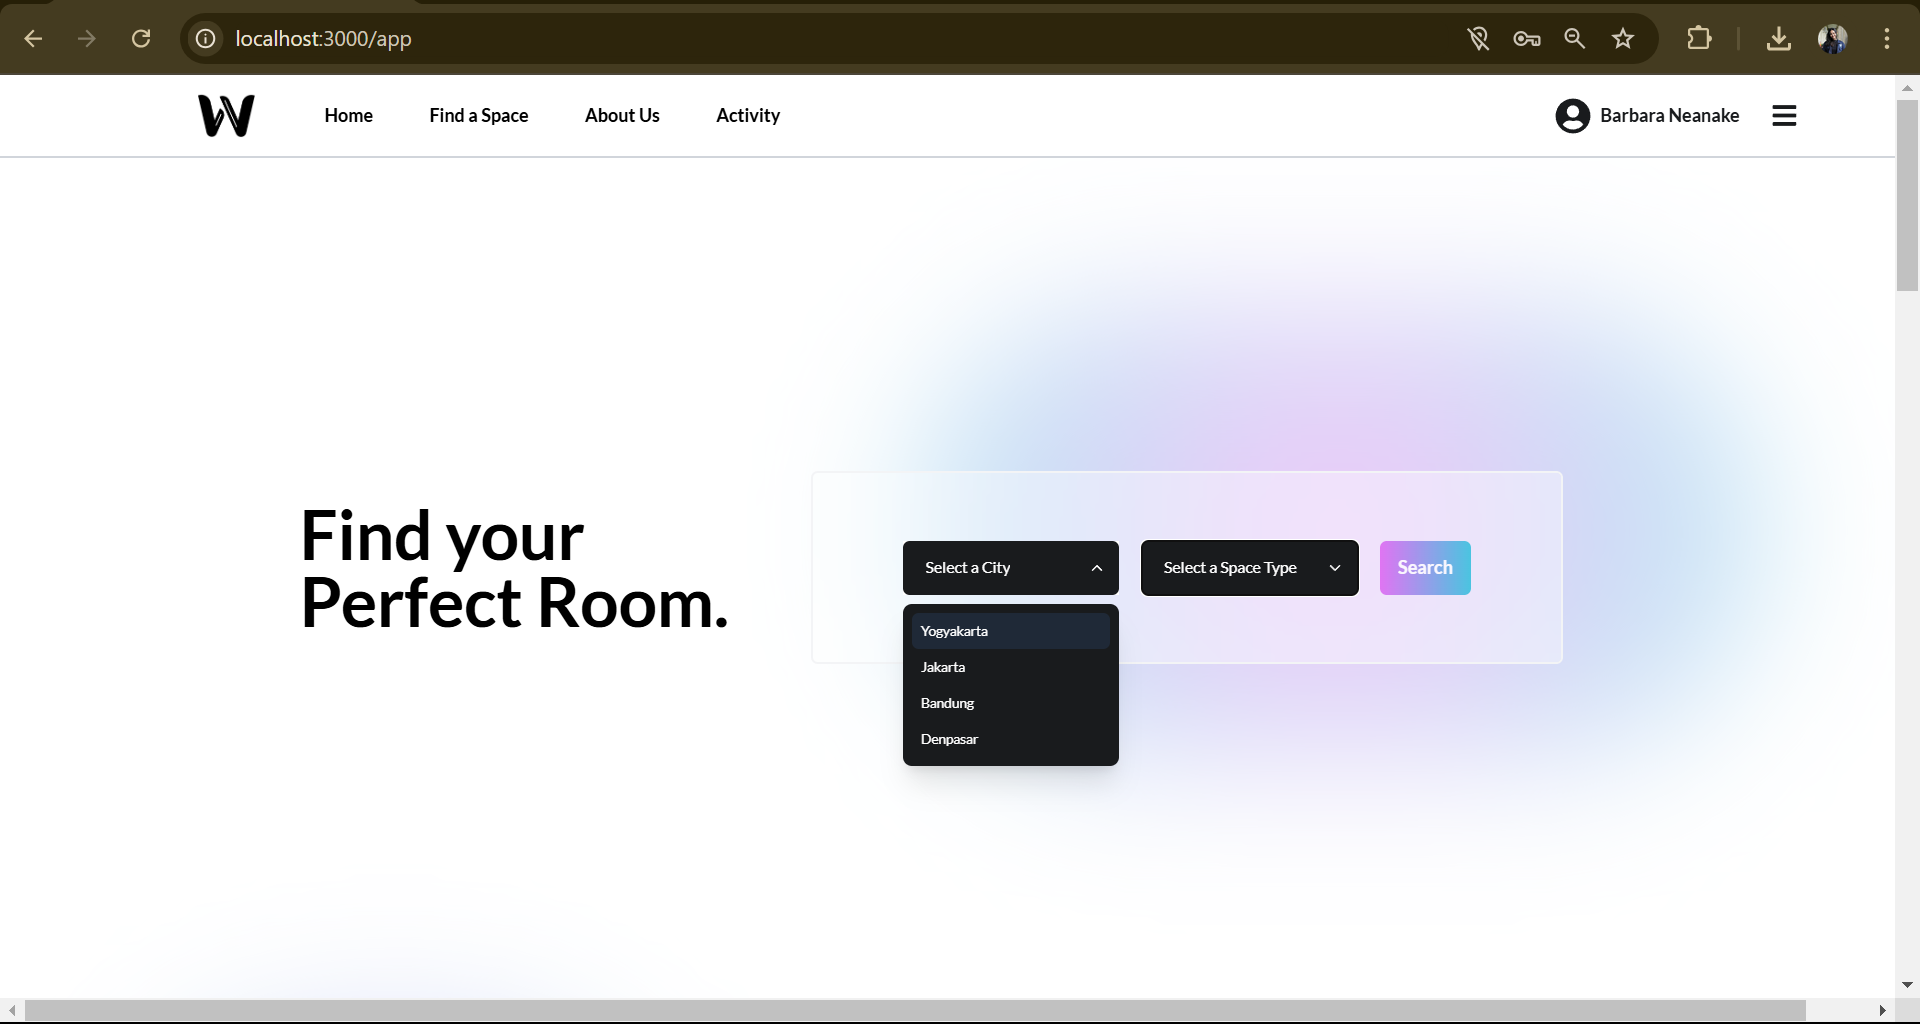 localhost:3000/app
W
Home
Find a Space
About Us
Activity
Barbara Neanake
Find your
Perfect Room.
Select a City
Select a Space Type
Search
Yogyakarta
Jakarta
Bandung
Denpasar